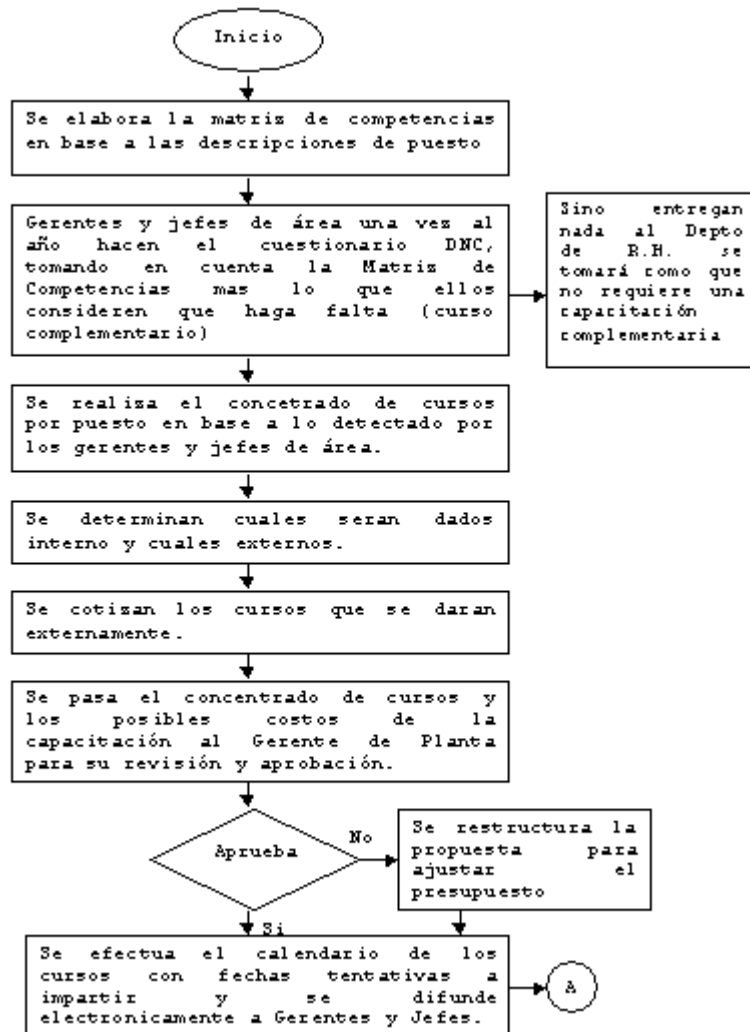 Inicio
Se elabora la matriz de competencias
en base a las descripciones de puesto
Gerentes y jefes de área una vez al
año hacen el cuestionario DNC,
tomando en cuenta la Matriz de
Competencias mas lo que ellos
consideren que haga falta (curso
complementario)
Sino entregan
nada al Depto
de R.H. se
tomará como que
no requiere una
capacitación
complementaria
Se realiza el concetrado de cursos
por puesto en base a lo detectado por
los gerentes y jefes de área.
Se determinan cuales seran dados
interno y cuales externos.
Se cotizan los cursos que se daran
externamente.
Se pasa el concentrado de cursos y
los posibles costos de la
capacitación al Gerente de Planta
para su revisión y aprobación.
Aprueba
No
Se restructura la
propuesta para
ajustar el
presupuesto
Si
Se efectua el calendario de los
cursos con fechas tentativas a
impartir y se difunde
electronicamente a Gerentes y Jefes.
A